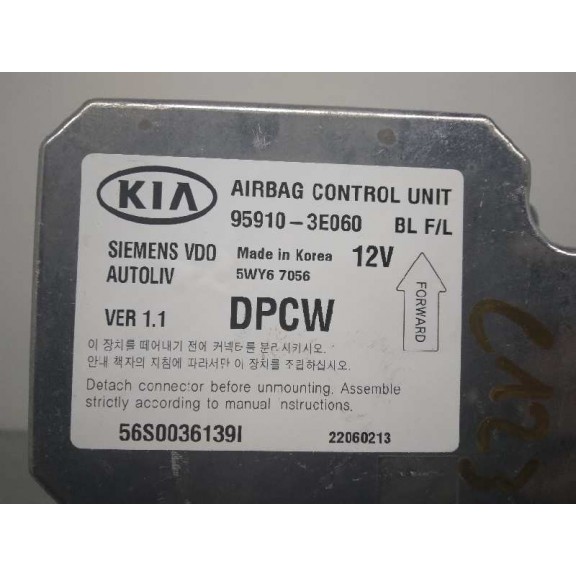 KIA AIRBAG CONTROL UNIT
95910-3E060 BL F/L
SIEMENS VDO Made in Korea 12V
AUTOLIV 5WY6 7056
FORWARD
VER 1.1 DPCW
이 장치를 떼어내기 전에 커넥터를 분리시키시오.
안내 책자의 지침에 따라서만 이 장치를 조립하십시오.
Detach connector before unmounting. Assemble
strictly according to manual instructions.
56S0036139I 22060213
C123